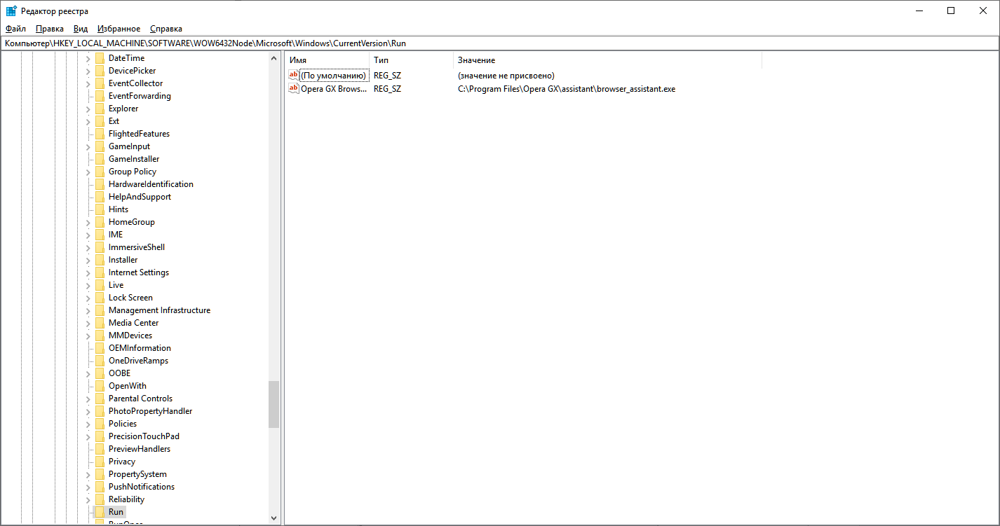 Редактор реестра
Файл Правка Вид Избранное Справка
Компьютер\HKEY_LOCAL_MACHINE\SOFTWARE\WOW6432Node\Microsoft\Windows\CurrentVersion\Run
DateTime
DevicePicker
EventCollector
EventForwarding
Explorer
Ext
FlightedFeatures
GameInput
GameInstaller
Group Policy
HardwareIdentification
HelpAndSupport
Hints
HomeGroup
IME
ImmersiveShell
Installer
Internet Settings
Live
Lock Screen
Management Infrastructure
Media Center
MMDevices
OEMInformation
OneDriveRamps
OOBE
OpenWith
Parental Controls
PhotoPropertyHandler
Policies
PrecisionTouchPad
PreviewHandlers
Privacy
PropertySystem
PushNotifications
Reliability
Run
RunOnce
Имя Тип Значение
ab (По умолчанию) REG_SZ (значение не присвоено)
ab Opera GX Brows... REG_SZ C:\Program Files\Opera GX\assistant\browser_assistant.exe